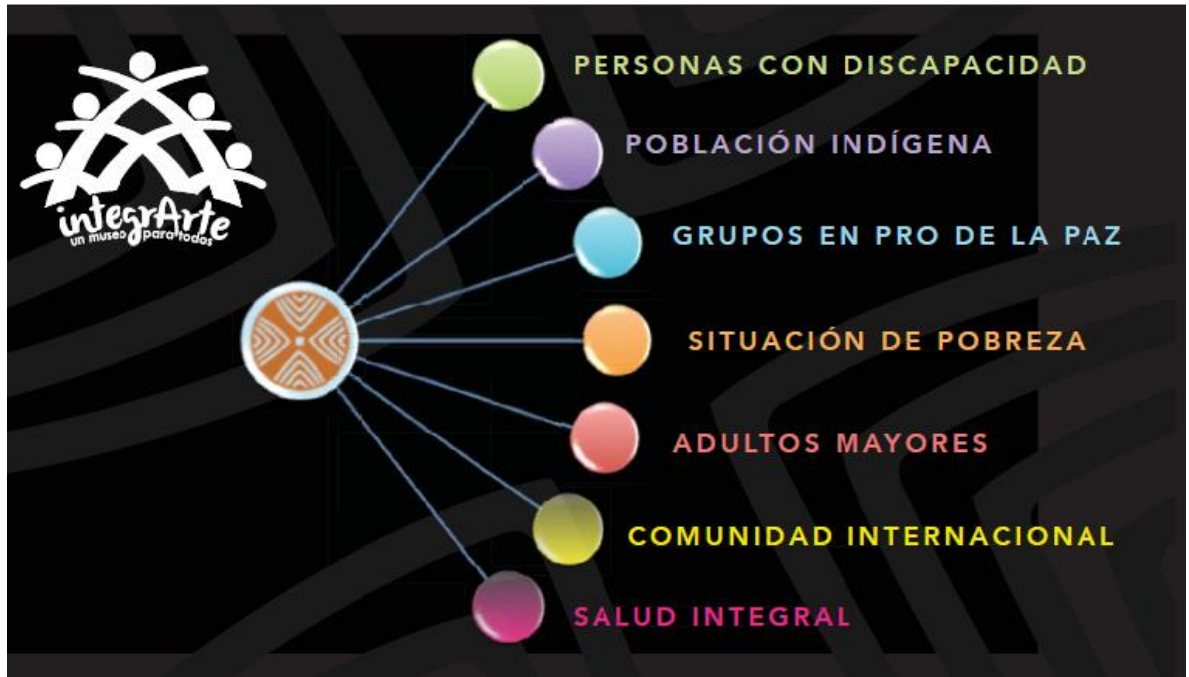 integrArte
un museo para todos
PERSONAS CON DISCAPACIDAD
POBLACIÓN INDÍGENA
GRUPOS EN PRO DE LA PAZ
SITUACIÓN DE POBREZA
ADULTOS MAYORES
COMUNIDAD INTERNACIONAL
SALUD INTEGRAL